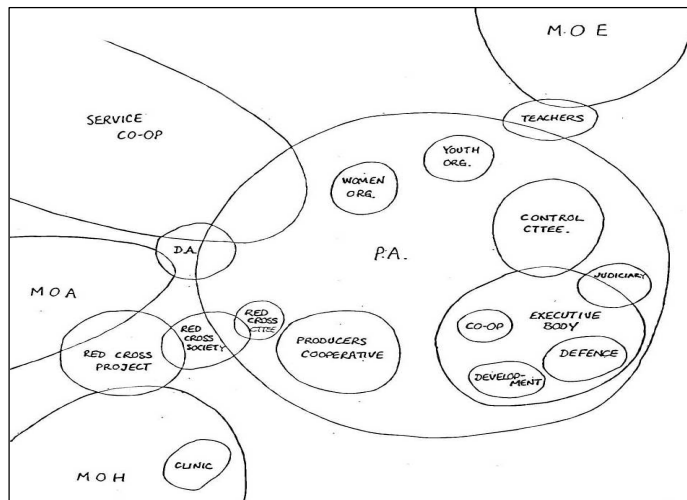 M.O E
SERVICE
CO-OP
TEACHERS
YOUTH
ORG.
WOMEN
ORG.
CONTROL
CTTEE.
D.A.
P.A.
JUDICIARY
MOA
RED CROSS
PROJECT
RED
CROSS
SOCIETY
RED
CROSS
CTTEE
PRODUCERS
COOPERATIVE
CO-OP
EXECUTIVE
BODY
DEFENCE
DEVELOP-
MENT
MOH
CLINIC